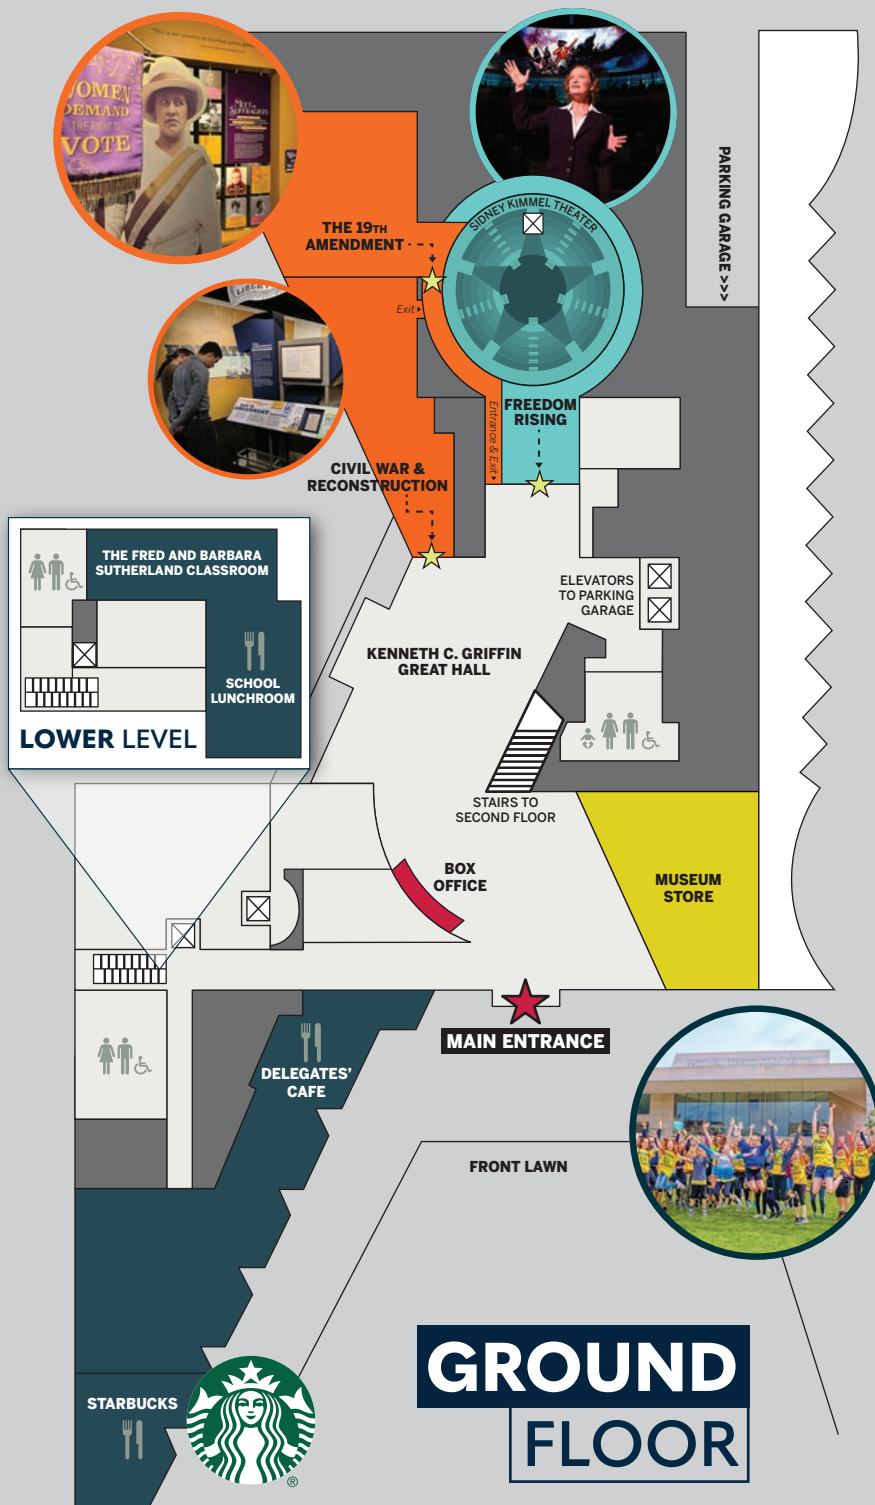 WOMEN
DEMAND
THE RIGHT TO
VOTE
MEET
SUFFRAGISTS
SIDNEY KIMMEL THEATER
PARKING GARAGE >>>
THE 19TH
AMENDMENT
Exit
FREEDOM
RISING
Entrance & Exit
CIVIL WAR &
RECONSTRUCTION
THE FRED AND BARBARA
SUTHERLAND CLASSROOM
SCHOOL
LUNCHROOM
LOWER LEVEL
ELEVATORS
TO PARKING
GARAGE
KENNETH C. GRIFFIN
GREAT HALL
STAIRS TO
SECOND FLOOR
BOX
OFFICE
MUSEUM
STORE
MAIN ENTRANCE
DELEGATES'
CAFE
FRONT LAWN
STARBUCKS
®
GROUND
FLOOR